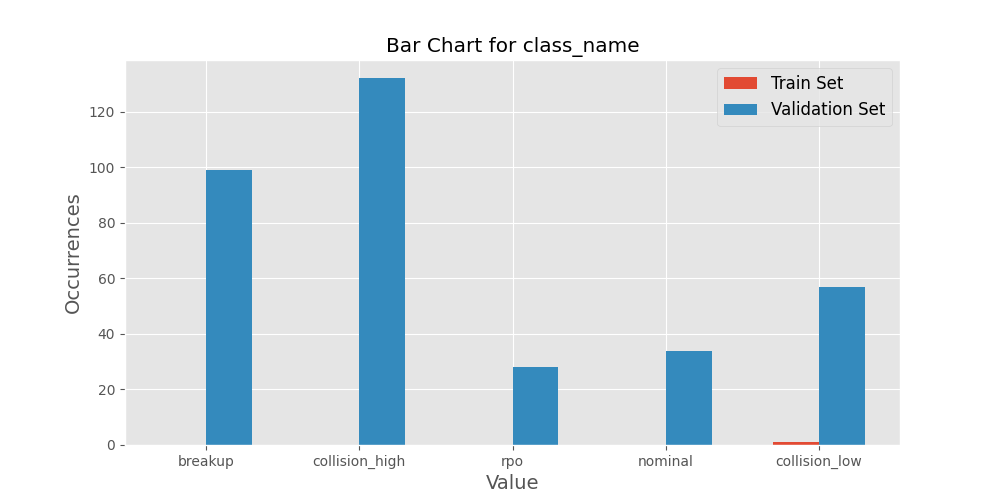 Bar Chart for class_name
Train Set
Validation Set
Occurrences
120
100
80
60
40
20
0
breakup
collision_high
rpo
nominal
collision_low
Value